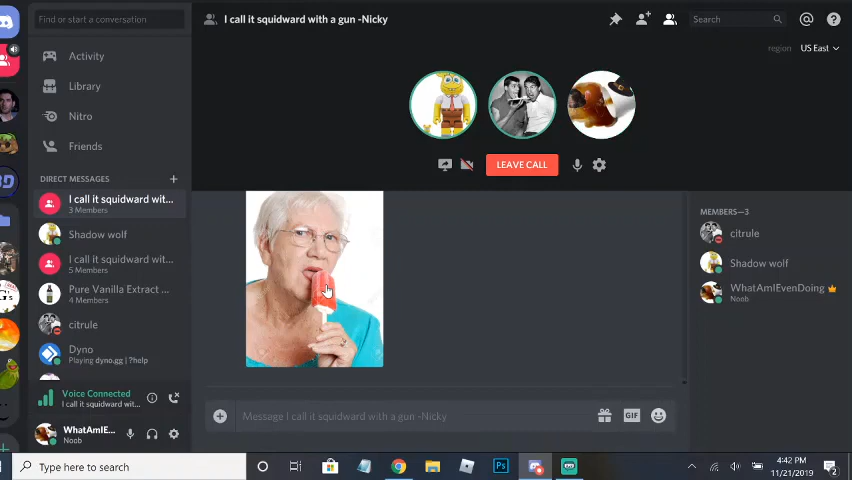 Find or start a conversation
I call it squidward with a gun -Nicky
Search
region US East
Activity
Library
Nitro
Friends
LEAVE CALL
DIRECT MESSAGES
I call it squidward wit...
3 Members
Shadow wolf
I call it squidward wit...
5 Members
Pure Vanilla Extract ...
4 Members
citrule
Dyno
Playing dyno.gg | ?help
MEMBERS—3
citrule
Shadow wolf
WhatAmIEvenDoing
Noob
Voice Connected
I call it squidward wit...
WhatAmIE...
Noob
Message I call it squidward with a gun -Nicky
GIF
Type here to search
Ps
4:42 PM
11/21/2019
2